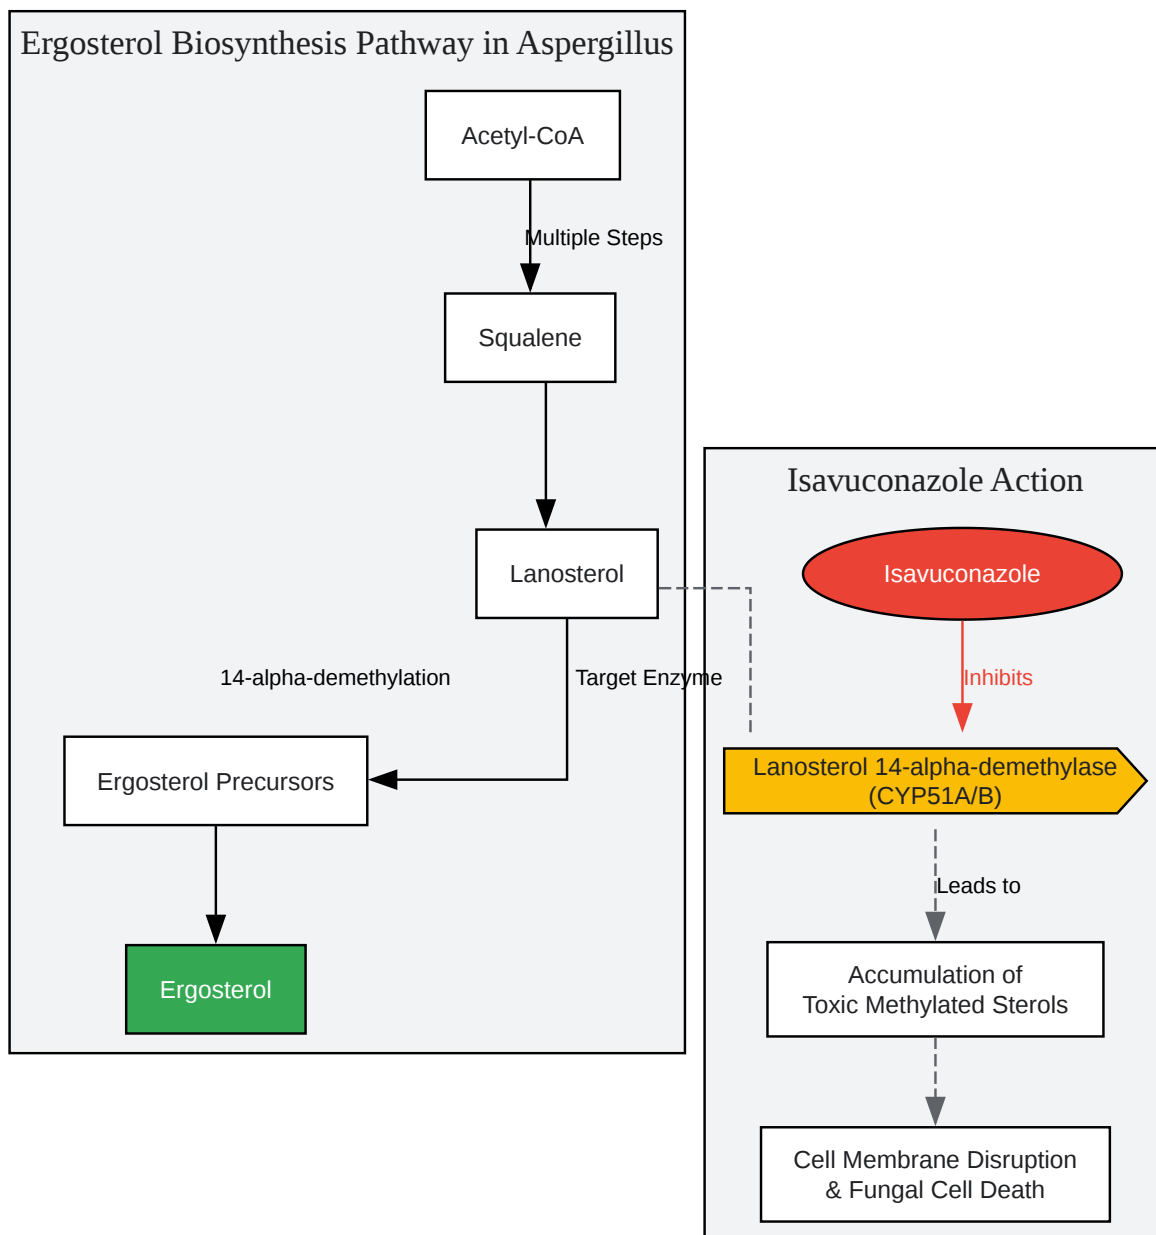 Ergosterol Biosynthesis Pathway in Aspergillus
Acetyl-CoA
Multiple Steps
Squalene
Lanosterol
14-alpha-demethylation
Target Enzyme
Ergosterol Precursors
Ergosterol
Isavuconazole Action
Isavuconazole
Inhibits
Lanosterol 14-alpha-demethylase
(CYP51A/B)
Leads to
Accumulation of
Toxic Methylated Sterols
Cell Membrane Disruption
& Fungal Cell Death